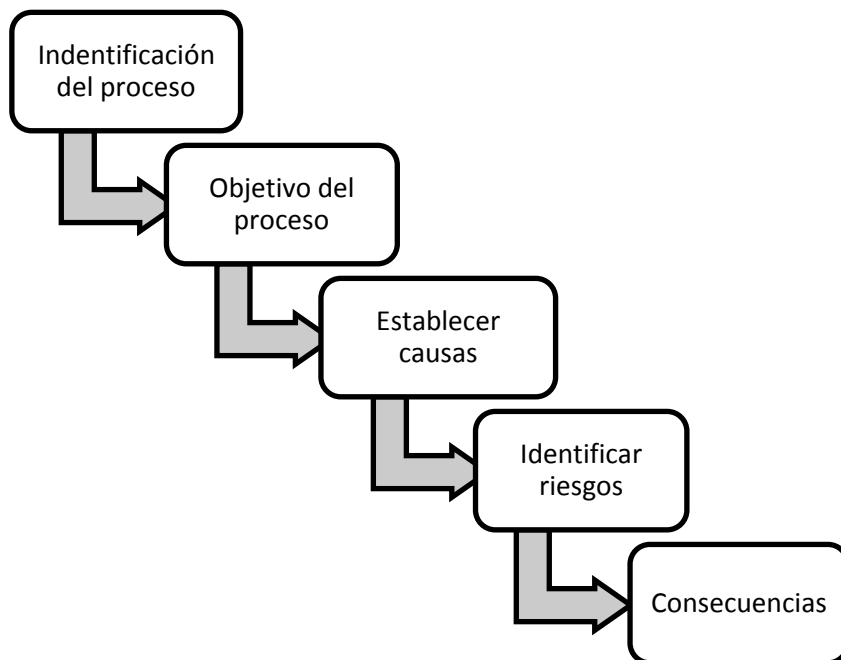 Indentificación
del proceso
Objetivo del
proceso
Establecer
causas
Identificar
riesgos
Consecuencias